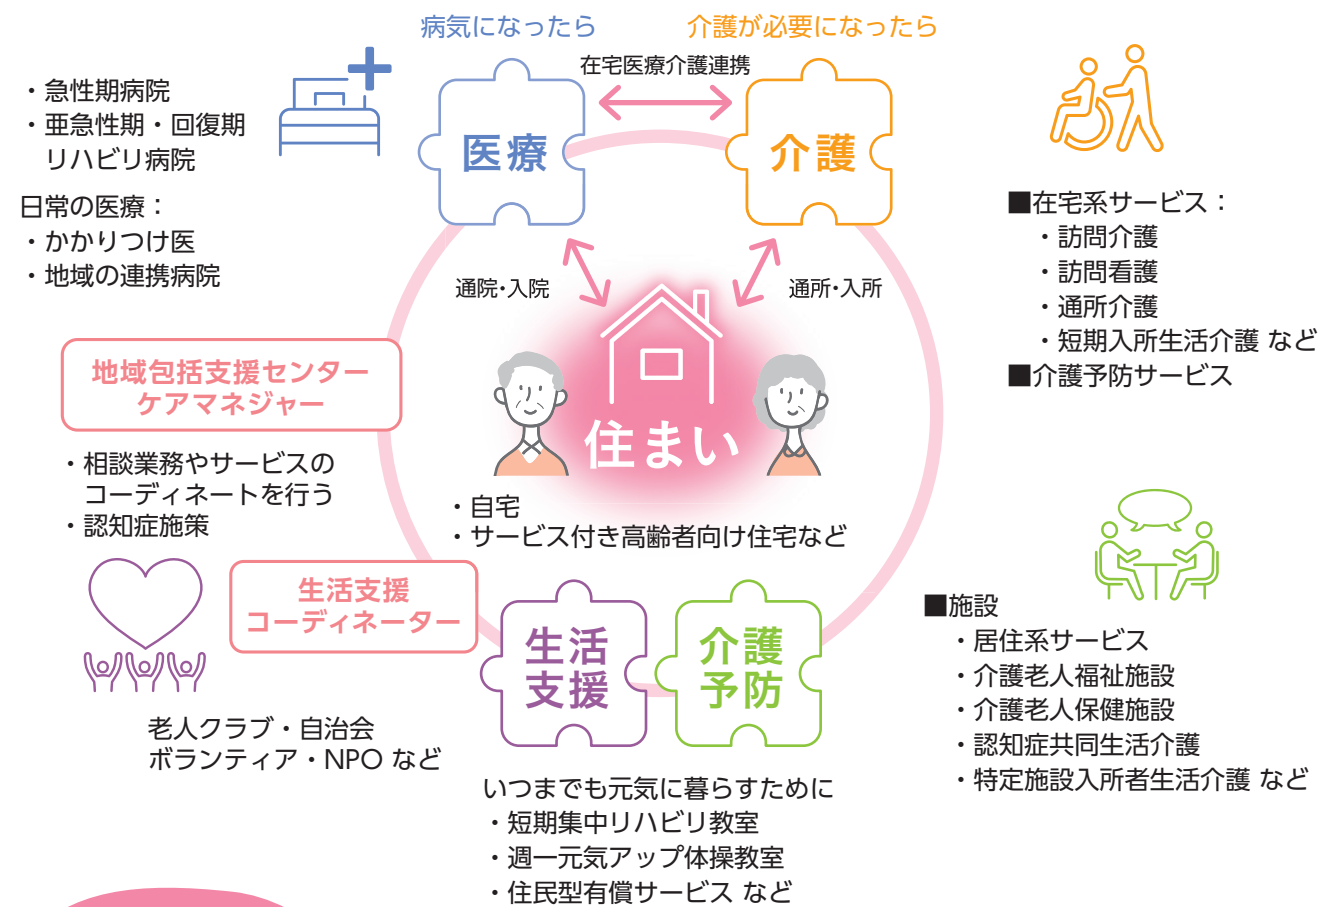 病気になったら
介護が必要になったら
在宅医療介護連携
医療
介護
・急性期病院
・亜急性期・回復期
リハビリ病院
日常の医療：
・かかりつけ医
・地域の連携病院
■在宅系サービス：
・訪問介護
・訪問看護
・通所介護
・短期入所生活介護 など
■介護予防サービス
通院・入院
通所・入所
地域包括支援センター
ケアマネジャー
・相談業務やサービスの
コーディネートを行う
・認知症施策
住まい
・自宅
・サービス付き高齢者向け住宅など
生活支援
コーディネーター
老人クラブ・自治会
ボランティア・NPO など
生活
支援
介護
予防
いつまでも元気に暮らすために
・短期集中リハビリ教室
・週一元気アップ体操教室
・住民型有償サービス など
■施設
・居住系サービス
・介護老人福祉施設
・介護老人保健施設
・認知症共同生活介護
・特定施設入所者生活介護 など